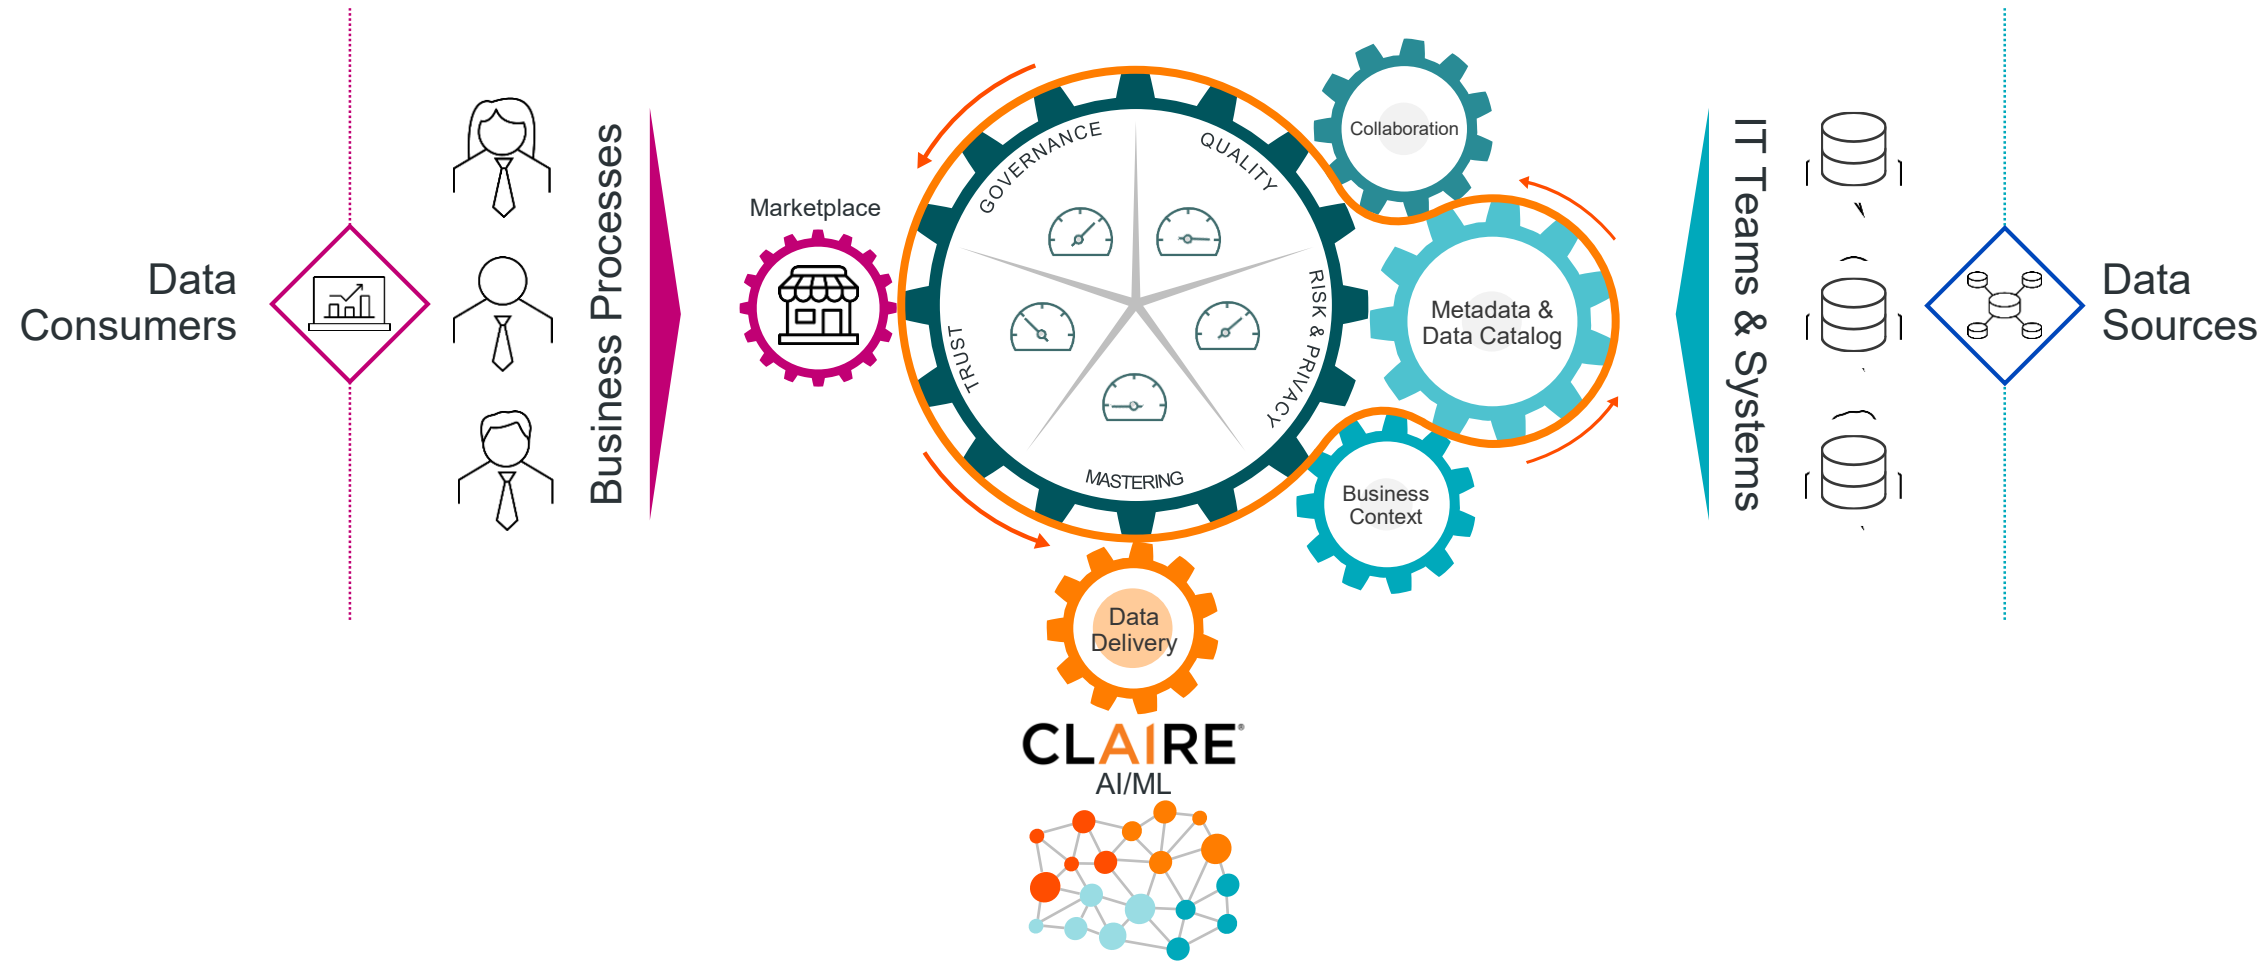 Data
Consumers
Business Processes
Marketplace
GOVERNANCE
QUALITY
RISK & PRIVACY
MASTERING
TRUST
Collaboration
Metadata &
Data Catalog
Business
Context
Data
Delivery
CLAIRE®
AI/ML
IT Teams & Systems
Data
Sources